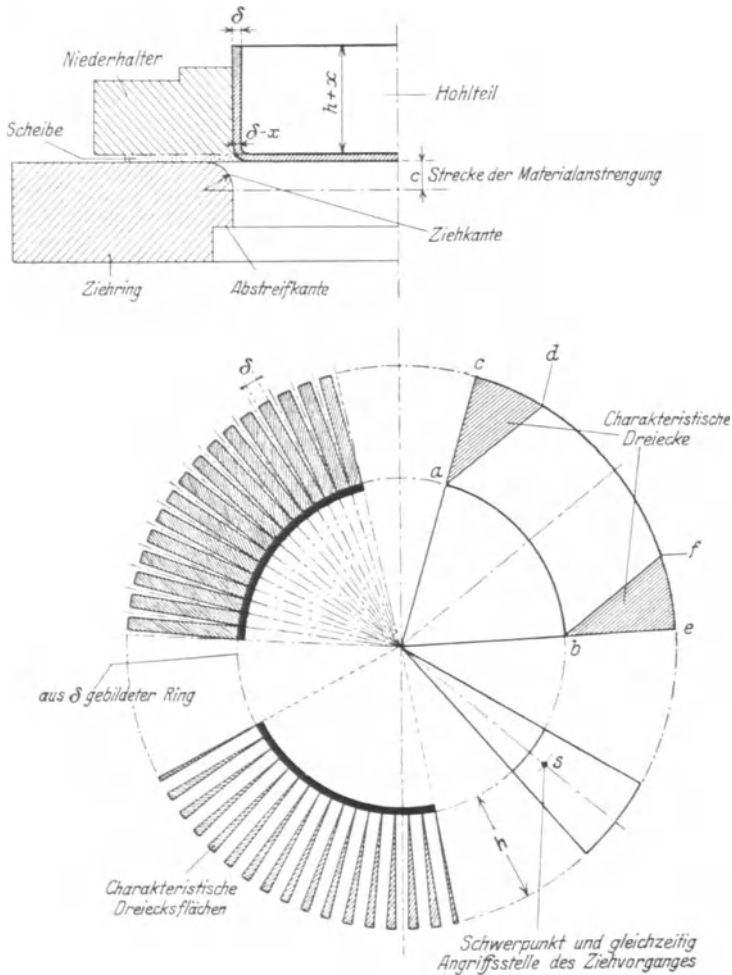 δ
Niederhalter
h+x
Hohlteil
δ-x
Scheibe
c Strecke der Materialanstrengung
Ziehkante
Ziehring
Abstreifkante
c
d
δ
Charakteristische
Dreiecke
a
f
b
e
aus δ gebildeter Ring
S
h
Charakteristische
Dreiecksflächen
Schwerpunkt und gleichzeitig
Angriffsstelle des Ziehvorganges